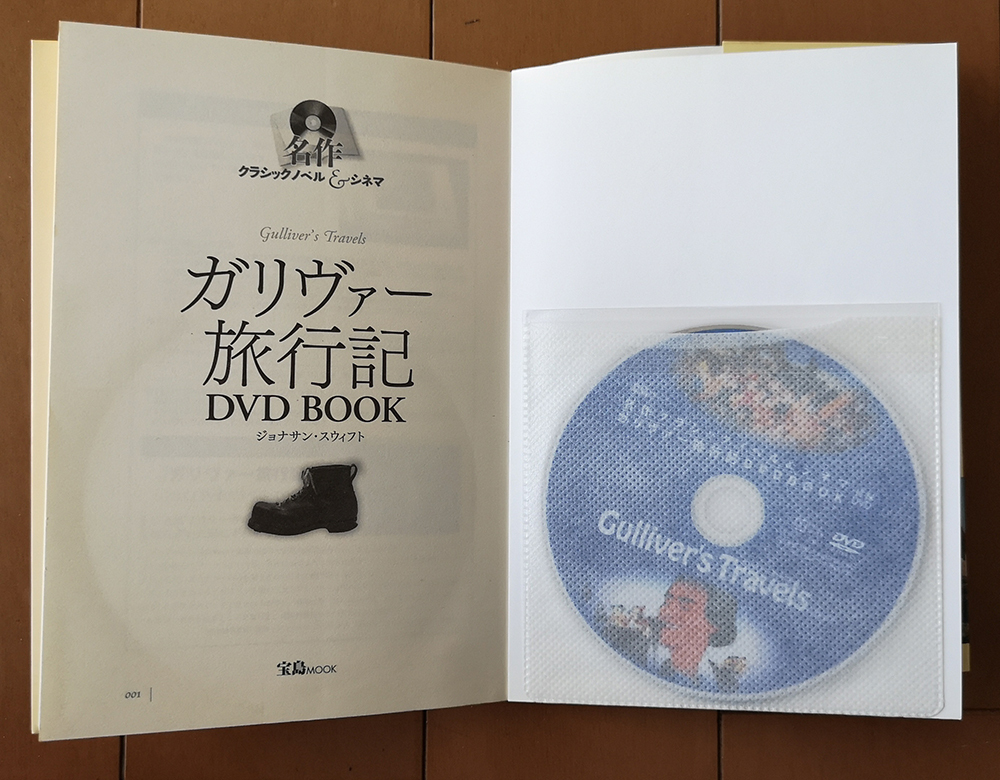 名作
クラシックノベル&シネマ
Gulliver's Travels
ガリヴァー
旅行記
DVD BOOK
ジョナサン・スウィフト
宝島MOOK
001
DVD
Gulliver's Travels